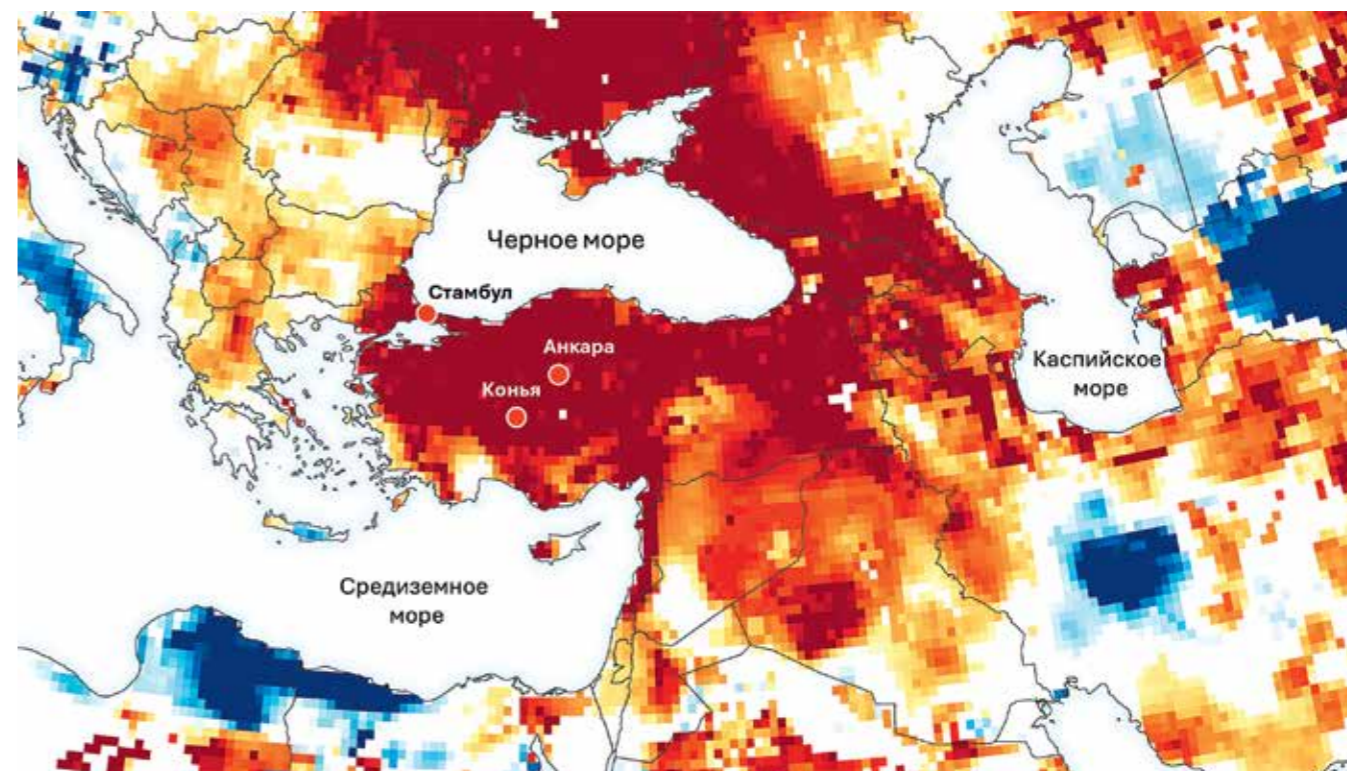 Черное море
Стамбул
Анкара
Конья
Каспийское
море
Средиземное
море